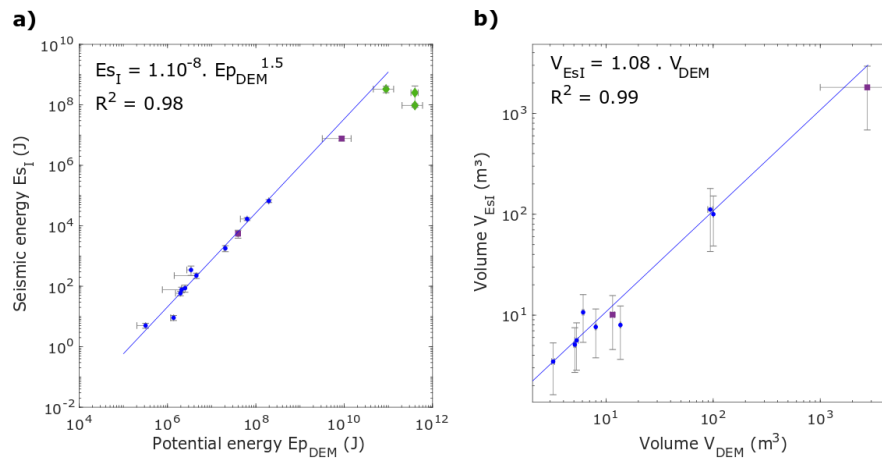 a)
Es_I = 1.10^-8 . Ep_DEM^1.5
R^2 = 0.98
10^10
10^8
10^6
10^4
10^2
10^0
10^-2
Seismic energy Es_I (J)
10^4 10^6 10^8 10^10 10^12
Potential energy Ep_DEM (J)
b)
V_EsI = 1.08 . V_DEM
R^2 = 0.99
10^3
10^2
10^1
Volume V_EsI (m³)
10^1 10^2 10^3
Volume V_DEM (m^3)